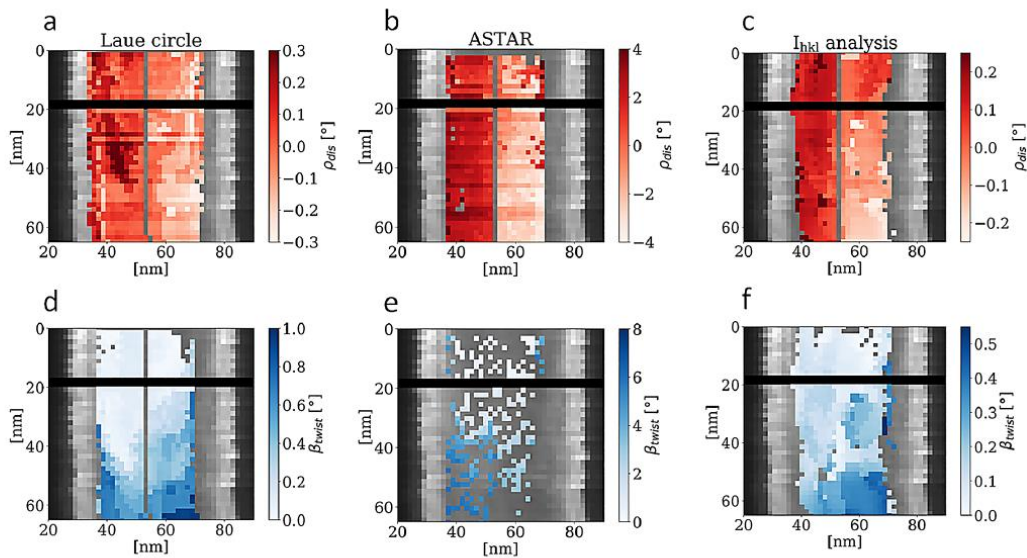 a
Laue circle
0
20
40
60
[nm]
20 40 60 80
[nm]
0.3
0.2
0.1
0.0
−0.1
−0.2
−0.3
ρdis [°]
b
ASTAR
0
20
40
60
[nm]
20 40 60 80
[nm]
4
2
0
−2
−4
ρdis [°]
c
Ihkl analysis
0
20
40
60
[nm]
20 40 60 80
[nm]
0.2
0.1
0.0
−0.1
−0.2
ρdis [°]
d
0
20
40
60
[nm]
20 40 60 80
[nm]
1.0
0.8
0.6
0.4
0.2
0.0
βtwist [°]
e
0
20
40
60
[nm]
20 40 60 80
[nm]
8
6
4
2
0
βtwist [°]
f
0
20
40
60
[nm]
20 40 60 80
[nm]
0.5
0.4
0.3
0.2
0.1
0.0
βtwist [°]